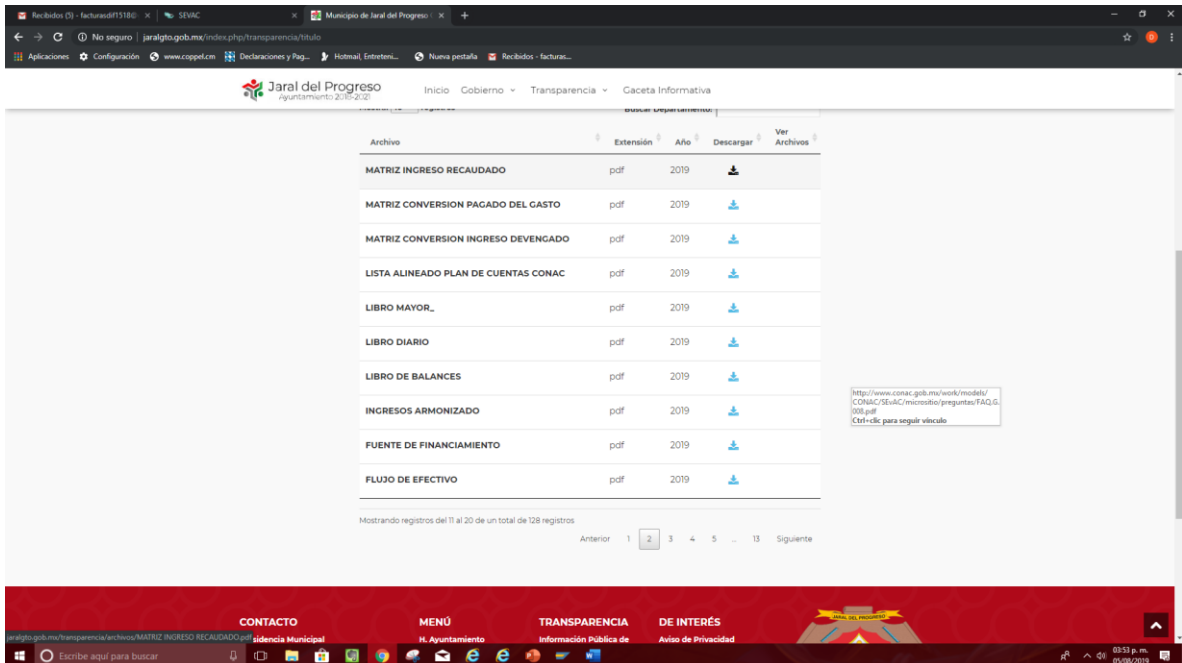 Recibidos (5) - facturasdif1518@ × SEVAC × Municipio de Jaral del Progreso × +
No seguro | jaralgto.gob.mx/index.php/transparencia/titulo
Aplicaciones Configuración www.coppel.cm Declaraciones y Pag... Hotmail, Entreteni... Nueva pestaña Recibidos - facturas...
Jaral del Progreso
Ayuntamiento 2018-2021
Inicio Gobierno Transparencia Gaceta Informativa
Buscar Departamento:
Archivo Extensión Año Descargar Ver Archivos
MATRIZ INGRESO RECAUDADO pdf 2019
MATRIZ CONVERSION PAGADO DEL GASTO pdf 2019
MATRIZ CONVERSION INGRESO DEVENGADO pdf 2019
LISTA ALINEADO PLAN DE CUENTAS CONAC pdf 2019
LIBRO MAYOR_ pdf 2019
LIBRO DIARIO pdf 2019
LIBRO DE BALANCES pdf 2019
INGRESOS ARMONIZADO pdf 2019
FUENTE DE FINANCIAMIENTO pdf 2019
FLUJO DE EFECTIVO pdf 2019
http://www.conac.gob.mx/work/models/
CONAC/SEvAC/micrositio/preguntas/FAQ.G.
008.pdf
Ctrl+clic para seguir vínculo
Mostrando registros del 11 al 20 de un total de 128 registros
Anterior 1 2 3 4 5 … 13 Siguiente
CONTACTO MENÚ TRANSPARENCIA DE INTERÉS
JARAL DEL PROGRESO
jaralgto.gob.mx/transparencia/archivos/MATRIZ INGRESO RECAUDADO.pdf sidencia Municipal H. Ayuntamiento Información Pública de Aviso de Privacidad
Escribe aquí para buscar
03:53 p. m.
05/08/2019